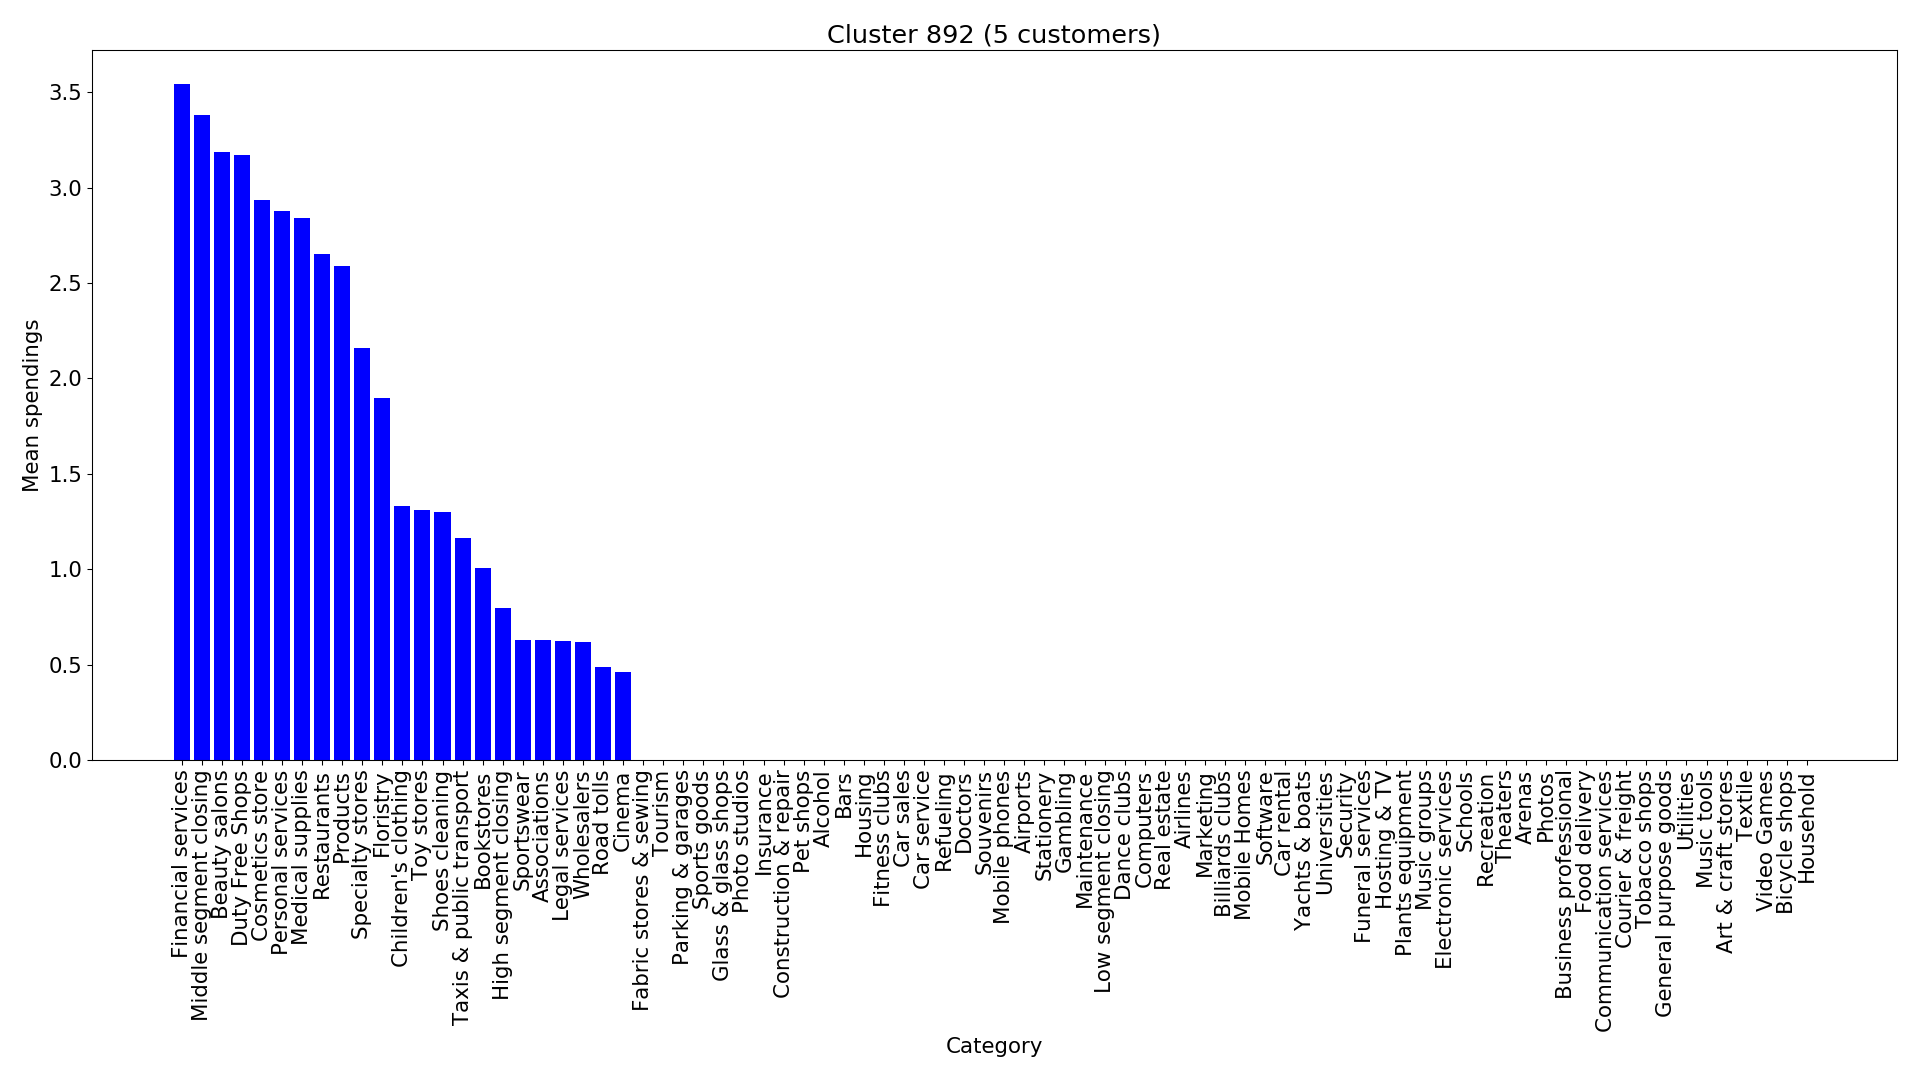 Cluster 892 (5 customers)
Mean spendings
3.5
3.0
2.5
2.0
1.5
1.0
0.5
0.0
Financial services
Middle segment closing
Beauty salons
Duty Free Shops
Cosmetics store
Personal services
Medical supplies
Restaurants
Products
Specialty stores
Floristry
Children's clothing
Toy stores
Shoes cleaning
Taxis & public transport
Bookstores
High segment closing
Sportswear
Associations
Legal services
Wholesalers
Road tolls
Cinema
Fabric stores & sewing
Tourism
Parking & garages
Sports goods
Glass & glass shops
Photo studios
Insurance
Construction & repair
Pet shops
Alcohol
Bars
Housing
Fitness clubs
Car sales
Car service
Refueling
Doctors
Souvenirs
Mobile phones
Airports
Stationery
Gambling
Maintenance
Low segment closing
Dance clubs
Computers
Real estate
Airlines
Marketing
Billiards clubs
Mobile Homes
Software
Car rental
Yachts & boats
Universities
Security
Funeral services
Hosting & TV
Plants equipment
Music groups
Electronic services
Schools
Recreation
Theaters
Arenas
Photos
Business professional
Food delivery
Communication services
Courier & freight
Tobacco shops
General purpose goods
Utilities
Music tools
Art & craft stores
Textile
Video Games
Bicycle shops
Household
Category